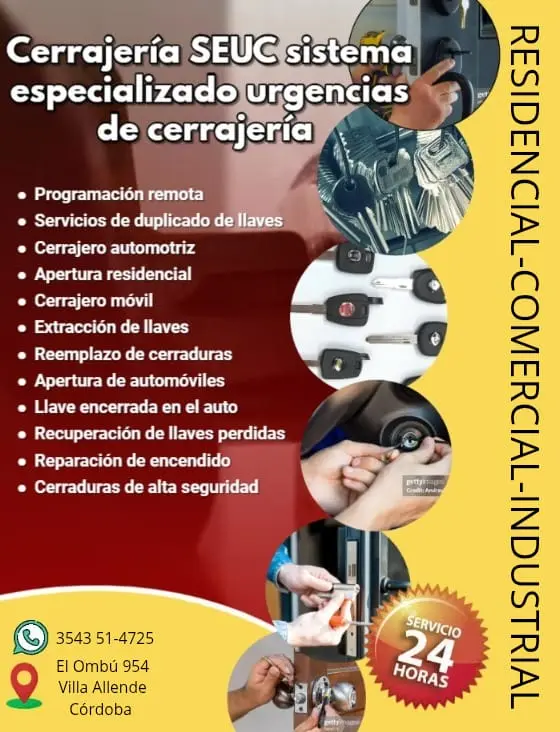 Cerrajería SEUC sistema
especializado urgencias
de cerrajería
• Programación remota
• Servicios de duplicado de llaves
• Cerrajero automotriz
• Apertura residencial
• Cerrajero móvil
• Extracción de llaves
• Reemplazo de cerraduras
• Apertura de automóviles
• Llave encerrada en el auto
• Recuperación de llaves perdidas
• Reparación de encendido
• Cerraduras de alta seguridad
RESIDENCIAL-COMERCIAL-INDUSTRIAL
gettyimages
SERVICIO
24
HORAS
3543 51-4725
El Ombú 954
Villa Allende
Córdoba
gettyimages